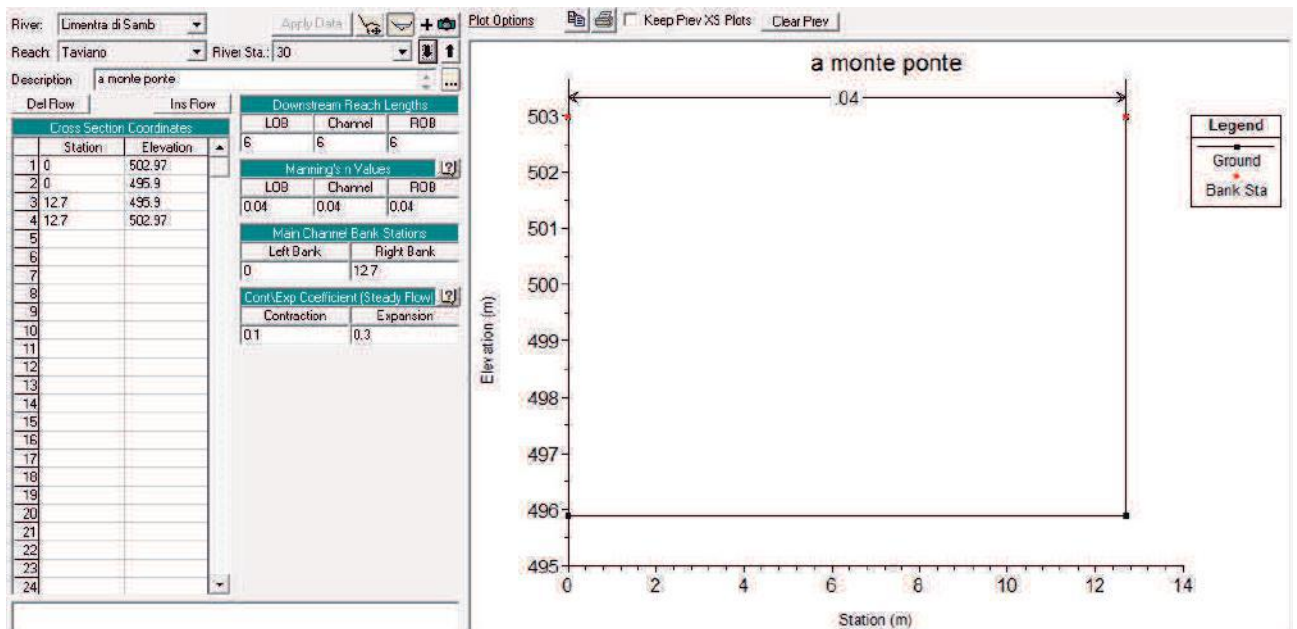 River: Limentra di Samb Apply Data
Reach: Taviano River Sta.: 30
Description a monte ponte
Del Row Ins Row
Cross Section Coordinates
Station Elevation
1 0 502.97
2 0 495.9
3 12.7 495.9
4 12.7 502.97
5
6
7
8
9
10
11
12
13
14
15
16
17
18
19
20
21
22
23
24
Downstream Reach Lengths
LOB Channel ROB
6 6 6
Manning's n Values ?
LOB Channel ROB
0.04 0.04 0.04
Main Channel Bank Stations
Left Bank Right Bank
0 12.7
Cont\Exp Coefficient (Steady Flow) ?
Contraction Expansion
0.1 0.3
Plot Options Keep Prev XS Plots Clear Prev
a monte ponte
.04
503
502
501
500
499
498
497
496
495
Elevation (m)
0 2 4 6 8 10 12 14
Station (m)
Legend
Ground
Bank Sta